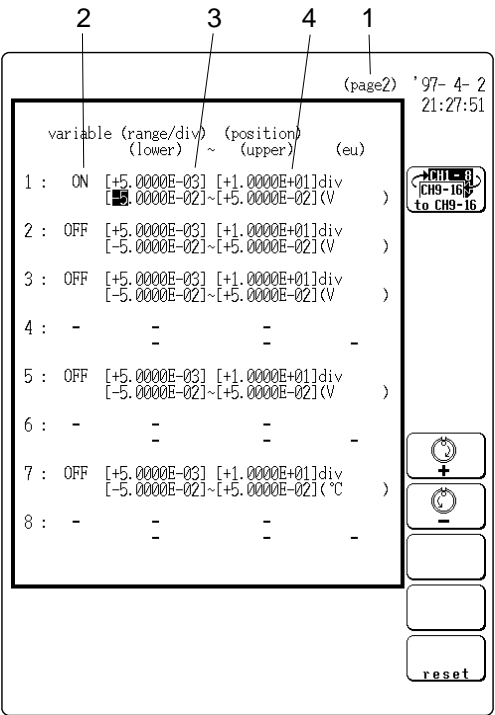 2 3 4 1
(page2) '97- 4- 2
21:27:51
variable (range/div) (position)
(lower) ~ (upper) (eu)
1 : ON [+5.0000E-03] [+1.0000E+01]div
[-5.0000E-02]~[+5.0000E-02](V )
2 : OFF [+5.0000E-03] [+1.0000E+01]div
[-5.0000E-02]~[+5.0000E-02](V )
3 : OFF [+5.0000E-03] [+1.0000E+01]div
[-5.0000E-02]~[+5.0000E-02](V )
4 : - - -
- - -
5 : OFF [+5.0000E-03] [+1.0000E+01]div
[-5.0000E-02]~[+5.0000E-02](V )
6 : - - -
- - -
7 : OFF [+5.0000E-03] [+1.0000E+01]div
[-5.0000E-02]~[+5.0000E-02](°C )
8 : - - -
- - -
CH1- 8
CH9-16
to CH9-16
+
-
reset